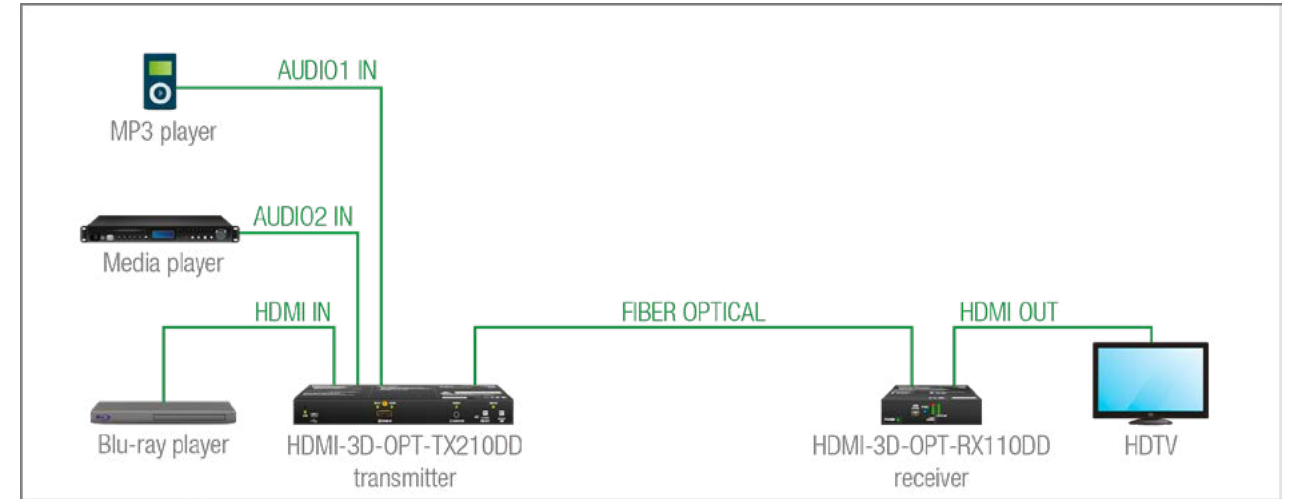 AUDIO1 IN
MP3 player
AUDIO2 IN
Media player
HDMI IN
FIBER OPTICAL
HDMI OUT
Blu-ray player
HDMI-3D-OPT-TX210DD
transmitter
HDMI-3D-OPT-RX110DD
receiver
HDTV